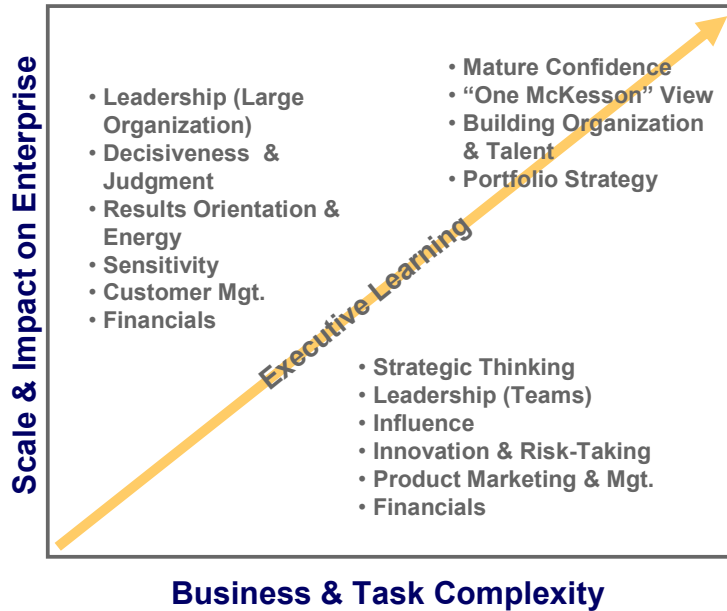 Scale & Impact on Enterprise
• Leadership (Large
Organization)
• Decisiveness &
Judgment
• Results Orientation &
Energy
• Sensitivity
• Customer Mgt.
• Financials
• Mature Confidence
• “One McKesson” View
• Building Organization
& Talent
• Portfolio Strategy
Executive Learning
• Strategic Thinking
• Leadership (Teams)
• Influence
• Innovation & Risk-Taking
• Product Marketing & Mgt.
• Financials
Business & Task Complexity